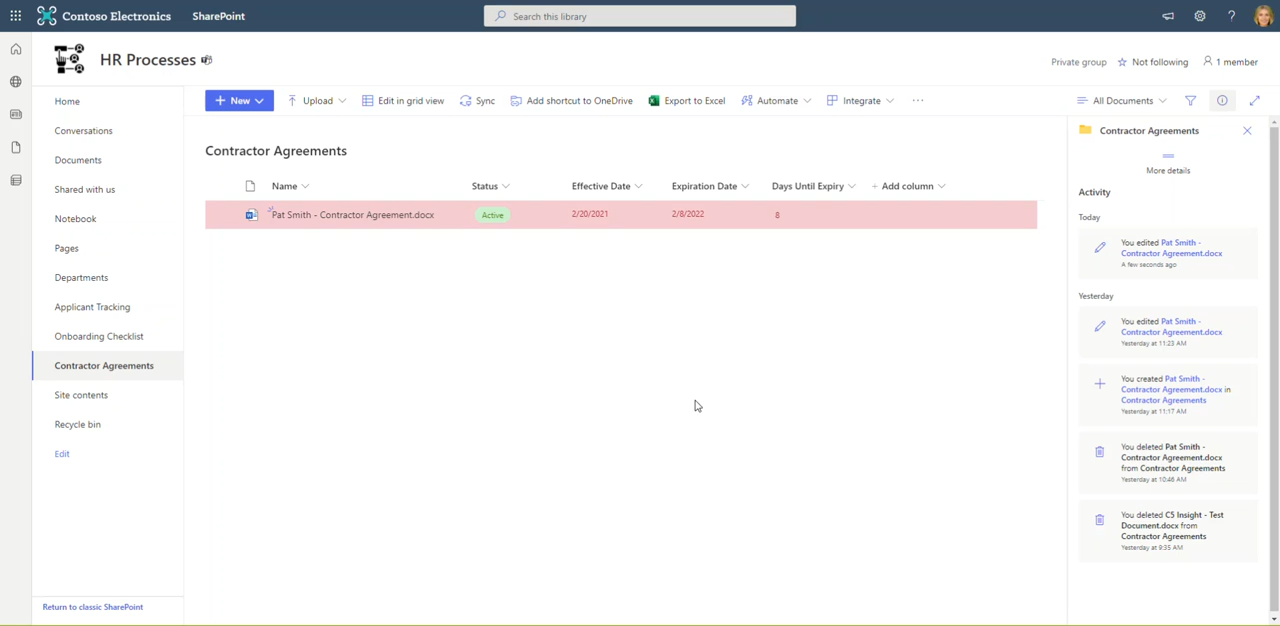 Contoso Electronics SharePoint Search this library ?
HR Processes Private group Not following 1 member
New Upload Edit in grid view Sync Add shortcut to OneDrive Export to Excel Automate Integrate ... All Documents
Home
Conversations
Documents
Shared with us
Notebook
Pages
Departments
Applicant Tracking
Onboarding Checklist
Contractor Agreements
Site contents
Recycle bin
Edit
Return to classic SharePoint
Contractor Agreements
Name Status Effective Date Expiration Date Days Until Expiry + Add column
Pat Smith - Contractor Agreement.docx Active 2/20/2021 2/8/2022 8
Contractor Agreements
More details
Activity
Today
You edited Pat Smith -
Contractor Agreement.docx
A few seconds ago
Yesterday
You edited Pat Smith -
Contractor Agreement.docx
Yesterday at 11:23 AM
You created Pat Smith -
Contractor Agreement.docx in
Contractor Agreements
Yesterday at 11:17 AM
You deleted Pat Smith -
Contractor Agreement.docx
from Contractor Agreements
Yesterday at 10:46 AM
You deleted C5 Insight - Test
Document.docx from
Contractor Agreements
Yesterday at 9:35 AM